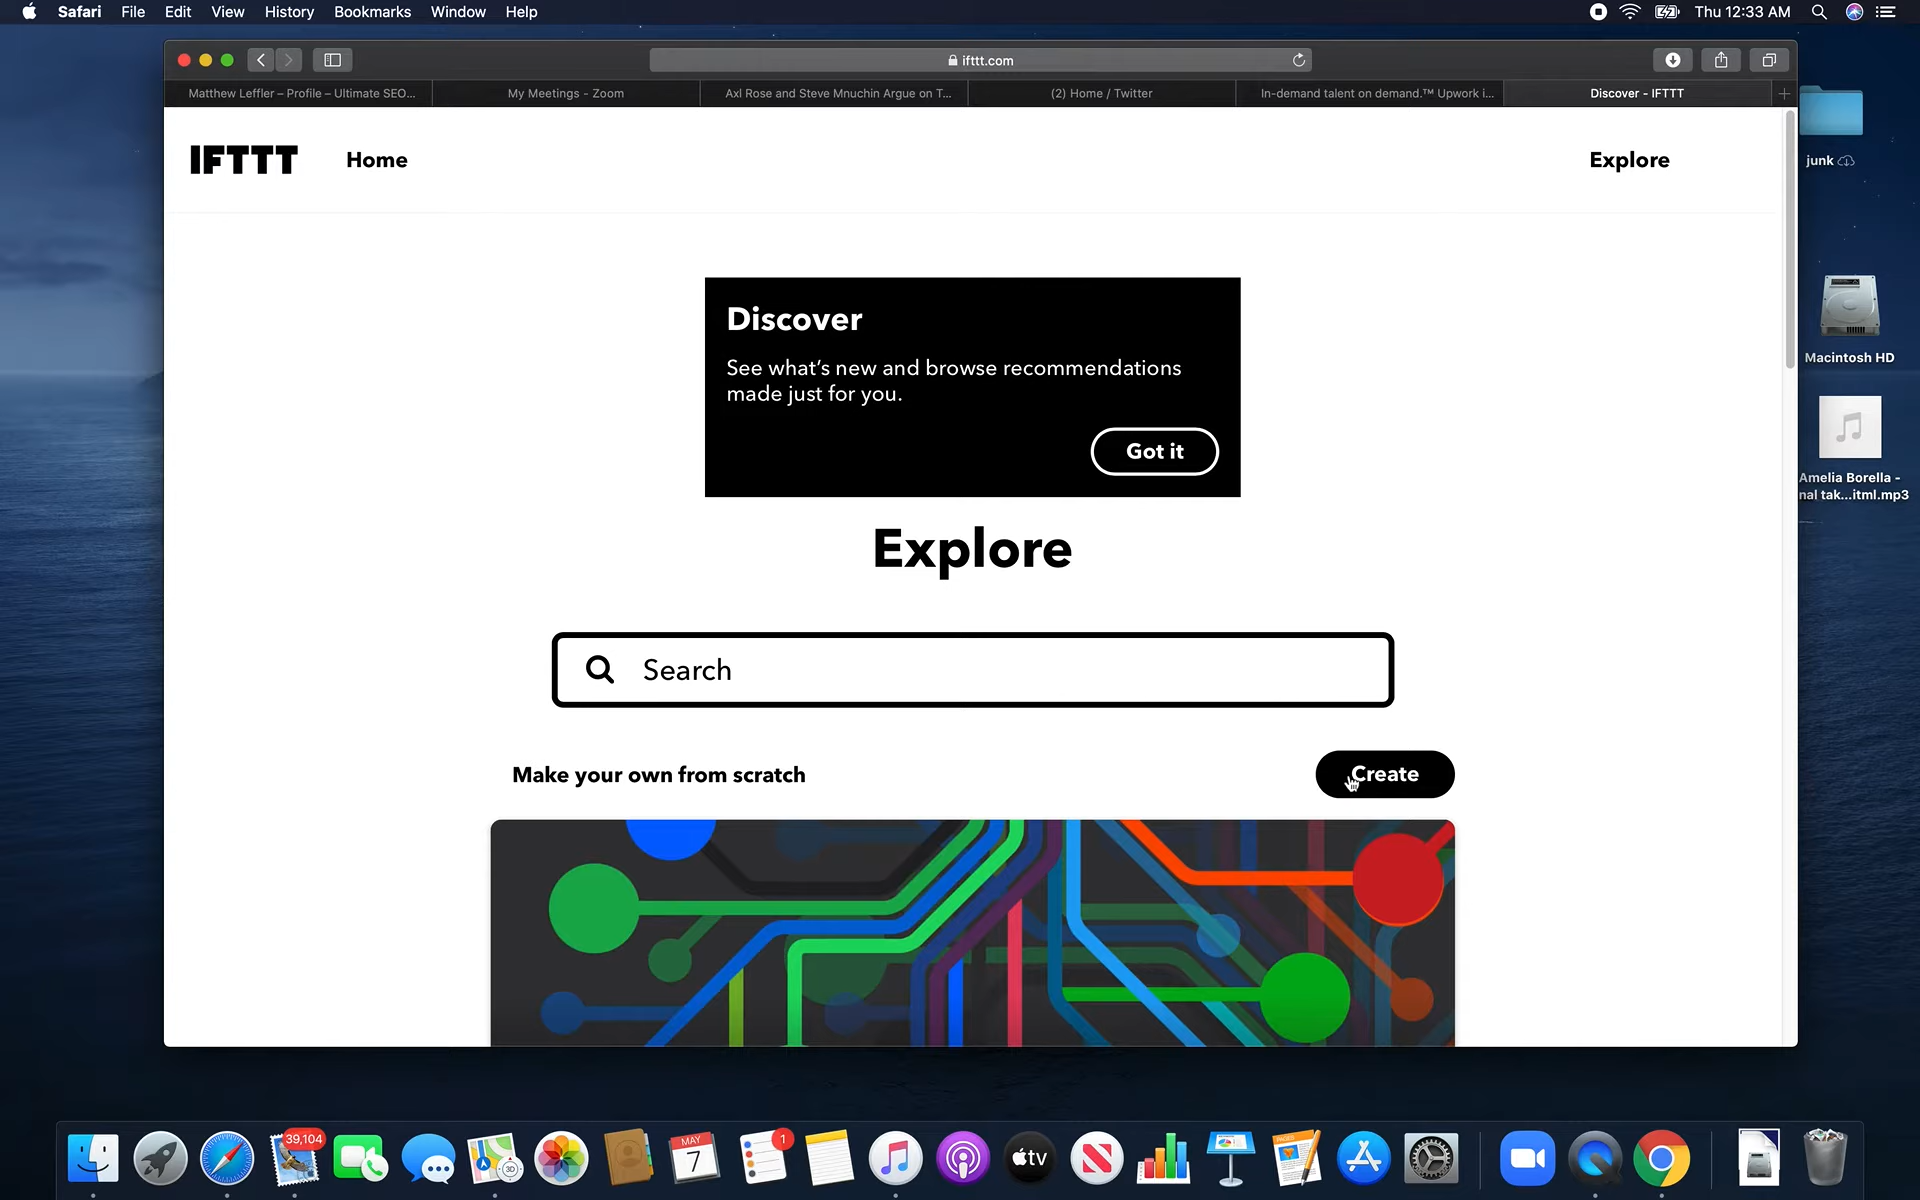 Safari File Edit View History Bookmarks Window Help Thu 12:33 AM
ifttt.com
Matthew Leffler – Profile – Ultimate SEO... My Meetings - Zoom Axl Rose and Steve Mnuchin Argue on T... (2) Home / Twitter In-demand talent on demand.™ Upwork i... Discover - IFTTT
IFTTT Home Explore
junk
Discover
See what's new and browse recommendations
made just for you.
Got it
Macintosh HD
Amelia Borella -
nal tak...itml.mp3
Explore
Search
Make your own from scratch Create
39,104
MAY
7
1
3D
tv
PAGES